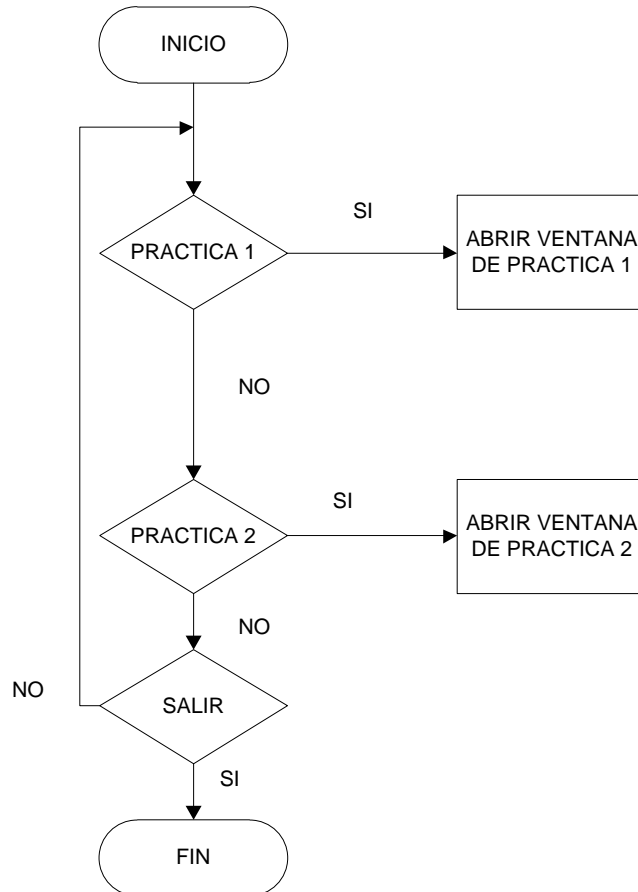 INICIO
SI
PRACTICA 1
ABRIR VENTANA
DE PRACTICA 1
NO
SI
PRACTICA 2
ABRIR VENTANA
DE PRACTICA 2
NO
NO
SALIR
SI
FIN